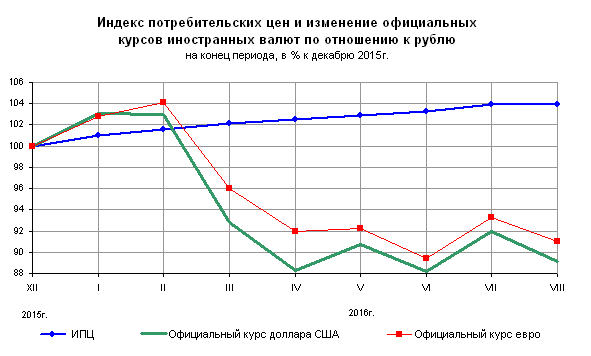 Индекс потребительских цен и изменение официальных
курсов иностранных валют по отношению к рублю
на конец периода, в % к декабрю 2015г.
106
104
102
100
98
96
94
92
90
88
XII I II III IV V VI VII VIII
2015г. 2016г.
ИПЦ Официальный курс доллара США Официальный курс евро